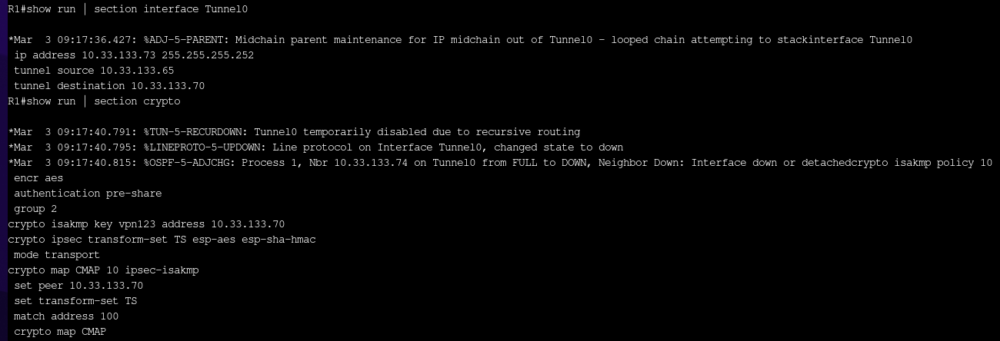 R1#show run | section interface Tunnel0
*Mar  3 09:17:36.427: %ADJ-5-PARENT: Midchain parent maintenance for IP midchain out of Tunnel0 - looped chain attempting to stackinterface Tunnel0
 ip address 10.33.133.73 255.255.255.252
 tunnel source 10.33.133.65
 tunnel destination 10.33.133.70
R1#show run | section crypto
*Mar  3 09:17:40.791: %TUN-5-RECURDOWN: Tunnel0 temporarily disabled due to recursive routing
*Mar  3 09:17:40.795: %LINEPROTO-5-UPDOWN: Line protocol on Interface Tunnel0, changed state to down
*Mar  3 09:17:40.815: %OSPF-5-ADJCHG: Process 1, Nbr 10.33.133.74 on Tunnel0 from FULL to DOWN, Neighbor Down: Interface down or detachedcrypto isakmp policy 10
 encr aes
 authentication pre-share
 group 2
crypto isakmp key vpn123 address 10.33.133.70
crypto ipsec transform-set TS esp-aes esp-sha-hmac
 mode transport
crypto map CMAP 10 ipsec-isakmp
 set peer 10.33.133.70
 set transform-set TS
 match address 100
 crypto map CMAP